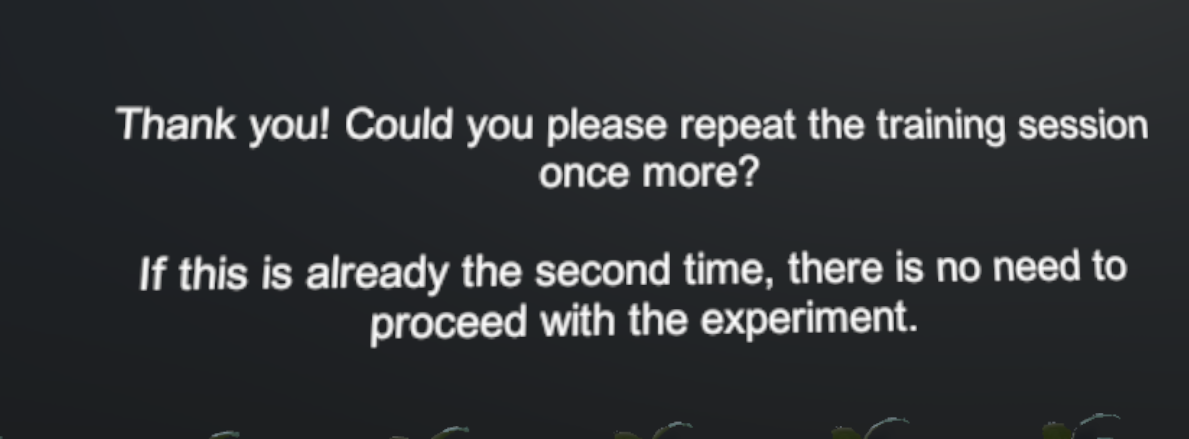 Thank you! Could you please repeat the training session
once more?
If this is already the second time, there is no need to
proceed with the experiment.